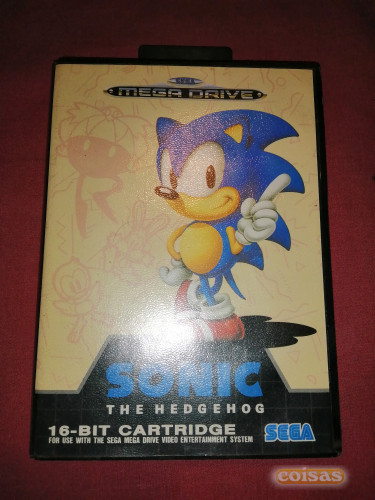 SEGA
MEGA DRIVE
SONIC
THE HEDGEHOG
16-BIT CARTRIDGE
FOR USE WITH THE SEGA MEGA DRIVE VIDEO ENTERTAINMENT SYSTEM
SEGA
coisas